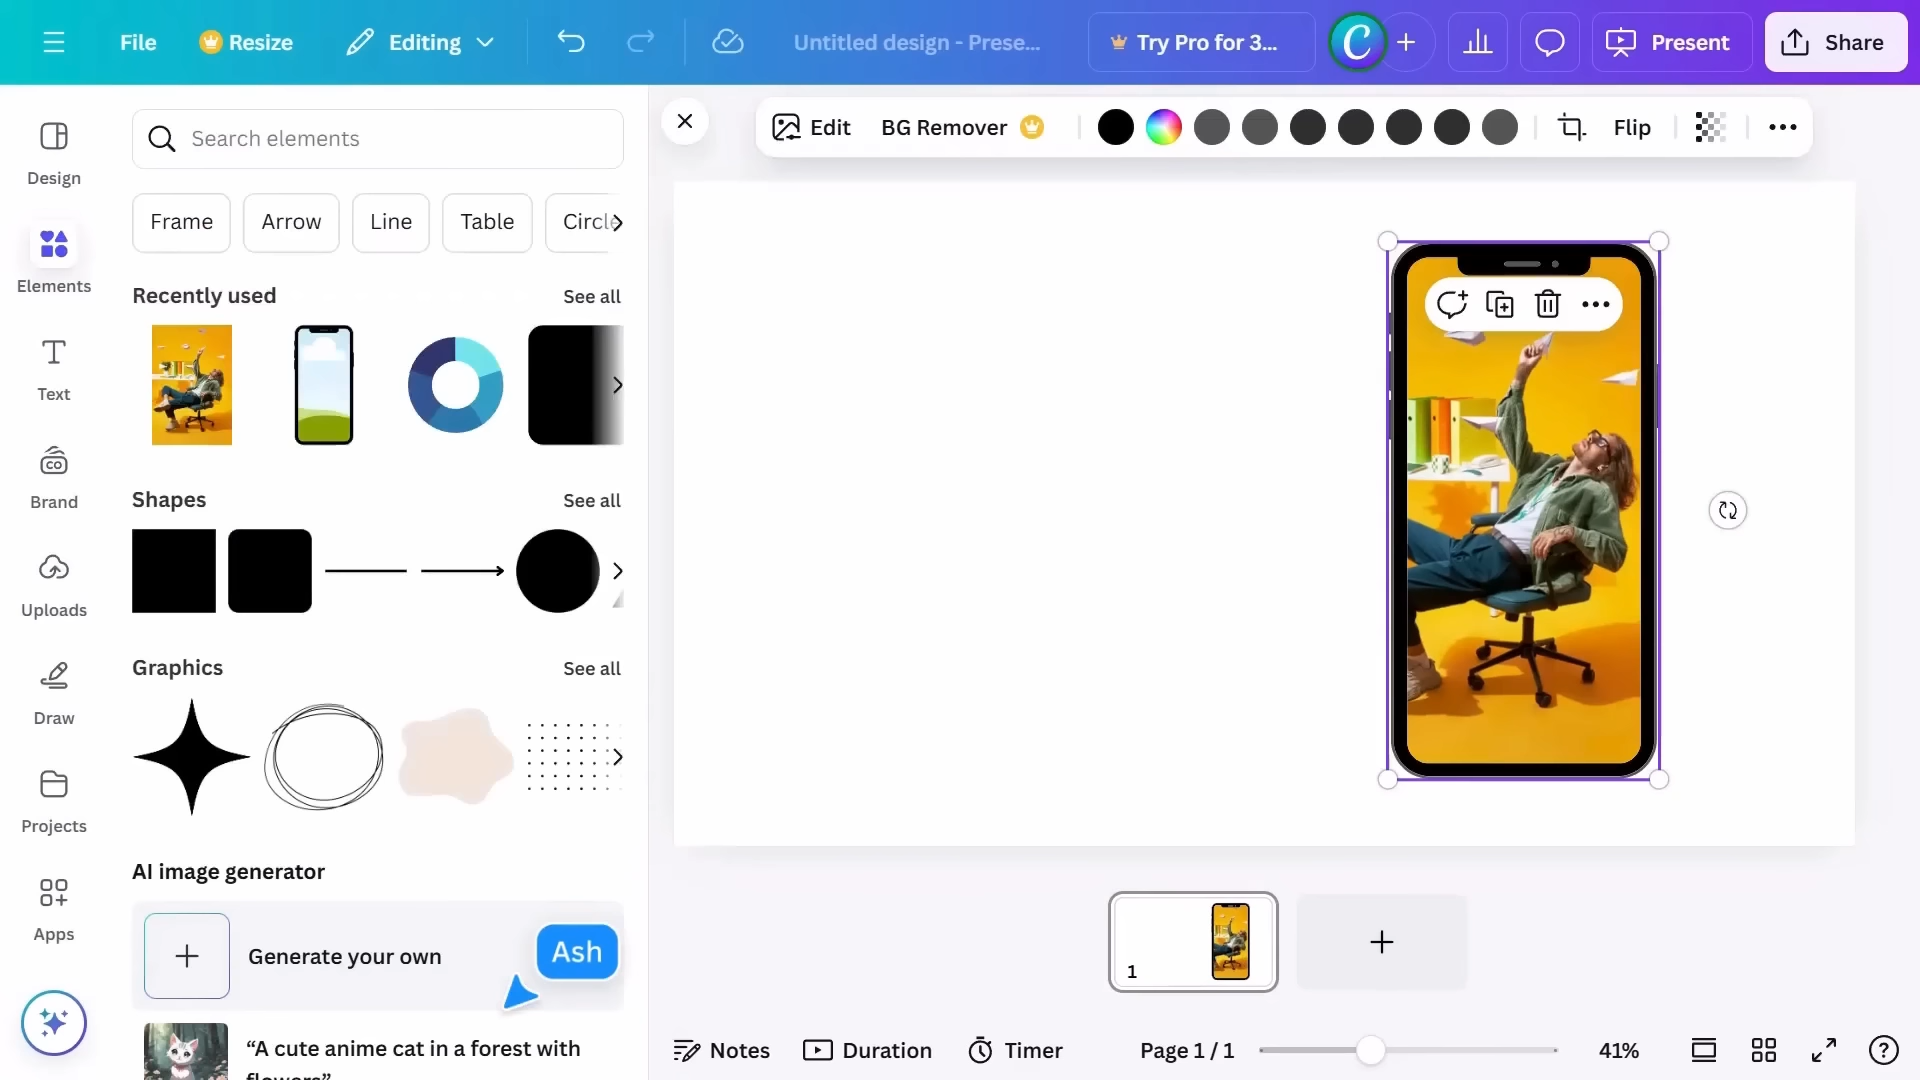 File
Resize
Editing
Untitled design - Prese...
Try Pro for 3...
C
Present
Share
Design
Elements
Text
Brand
Uploads
Draw
Projects
Apps
Search elements
Frame
Arrow
Line
Table
Circle
Recently used
See all
Shapes
See all
Graphics
See all
AI image generator
Generate your own
Ash
“A cute anime cat in a forest with
flowers”
Edit
BG Remover
Flip
1
Notes
Duration
Timer
Page 1 / 1
41%